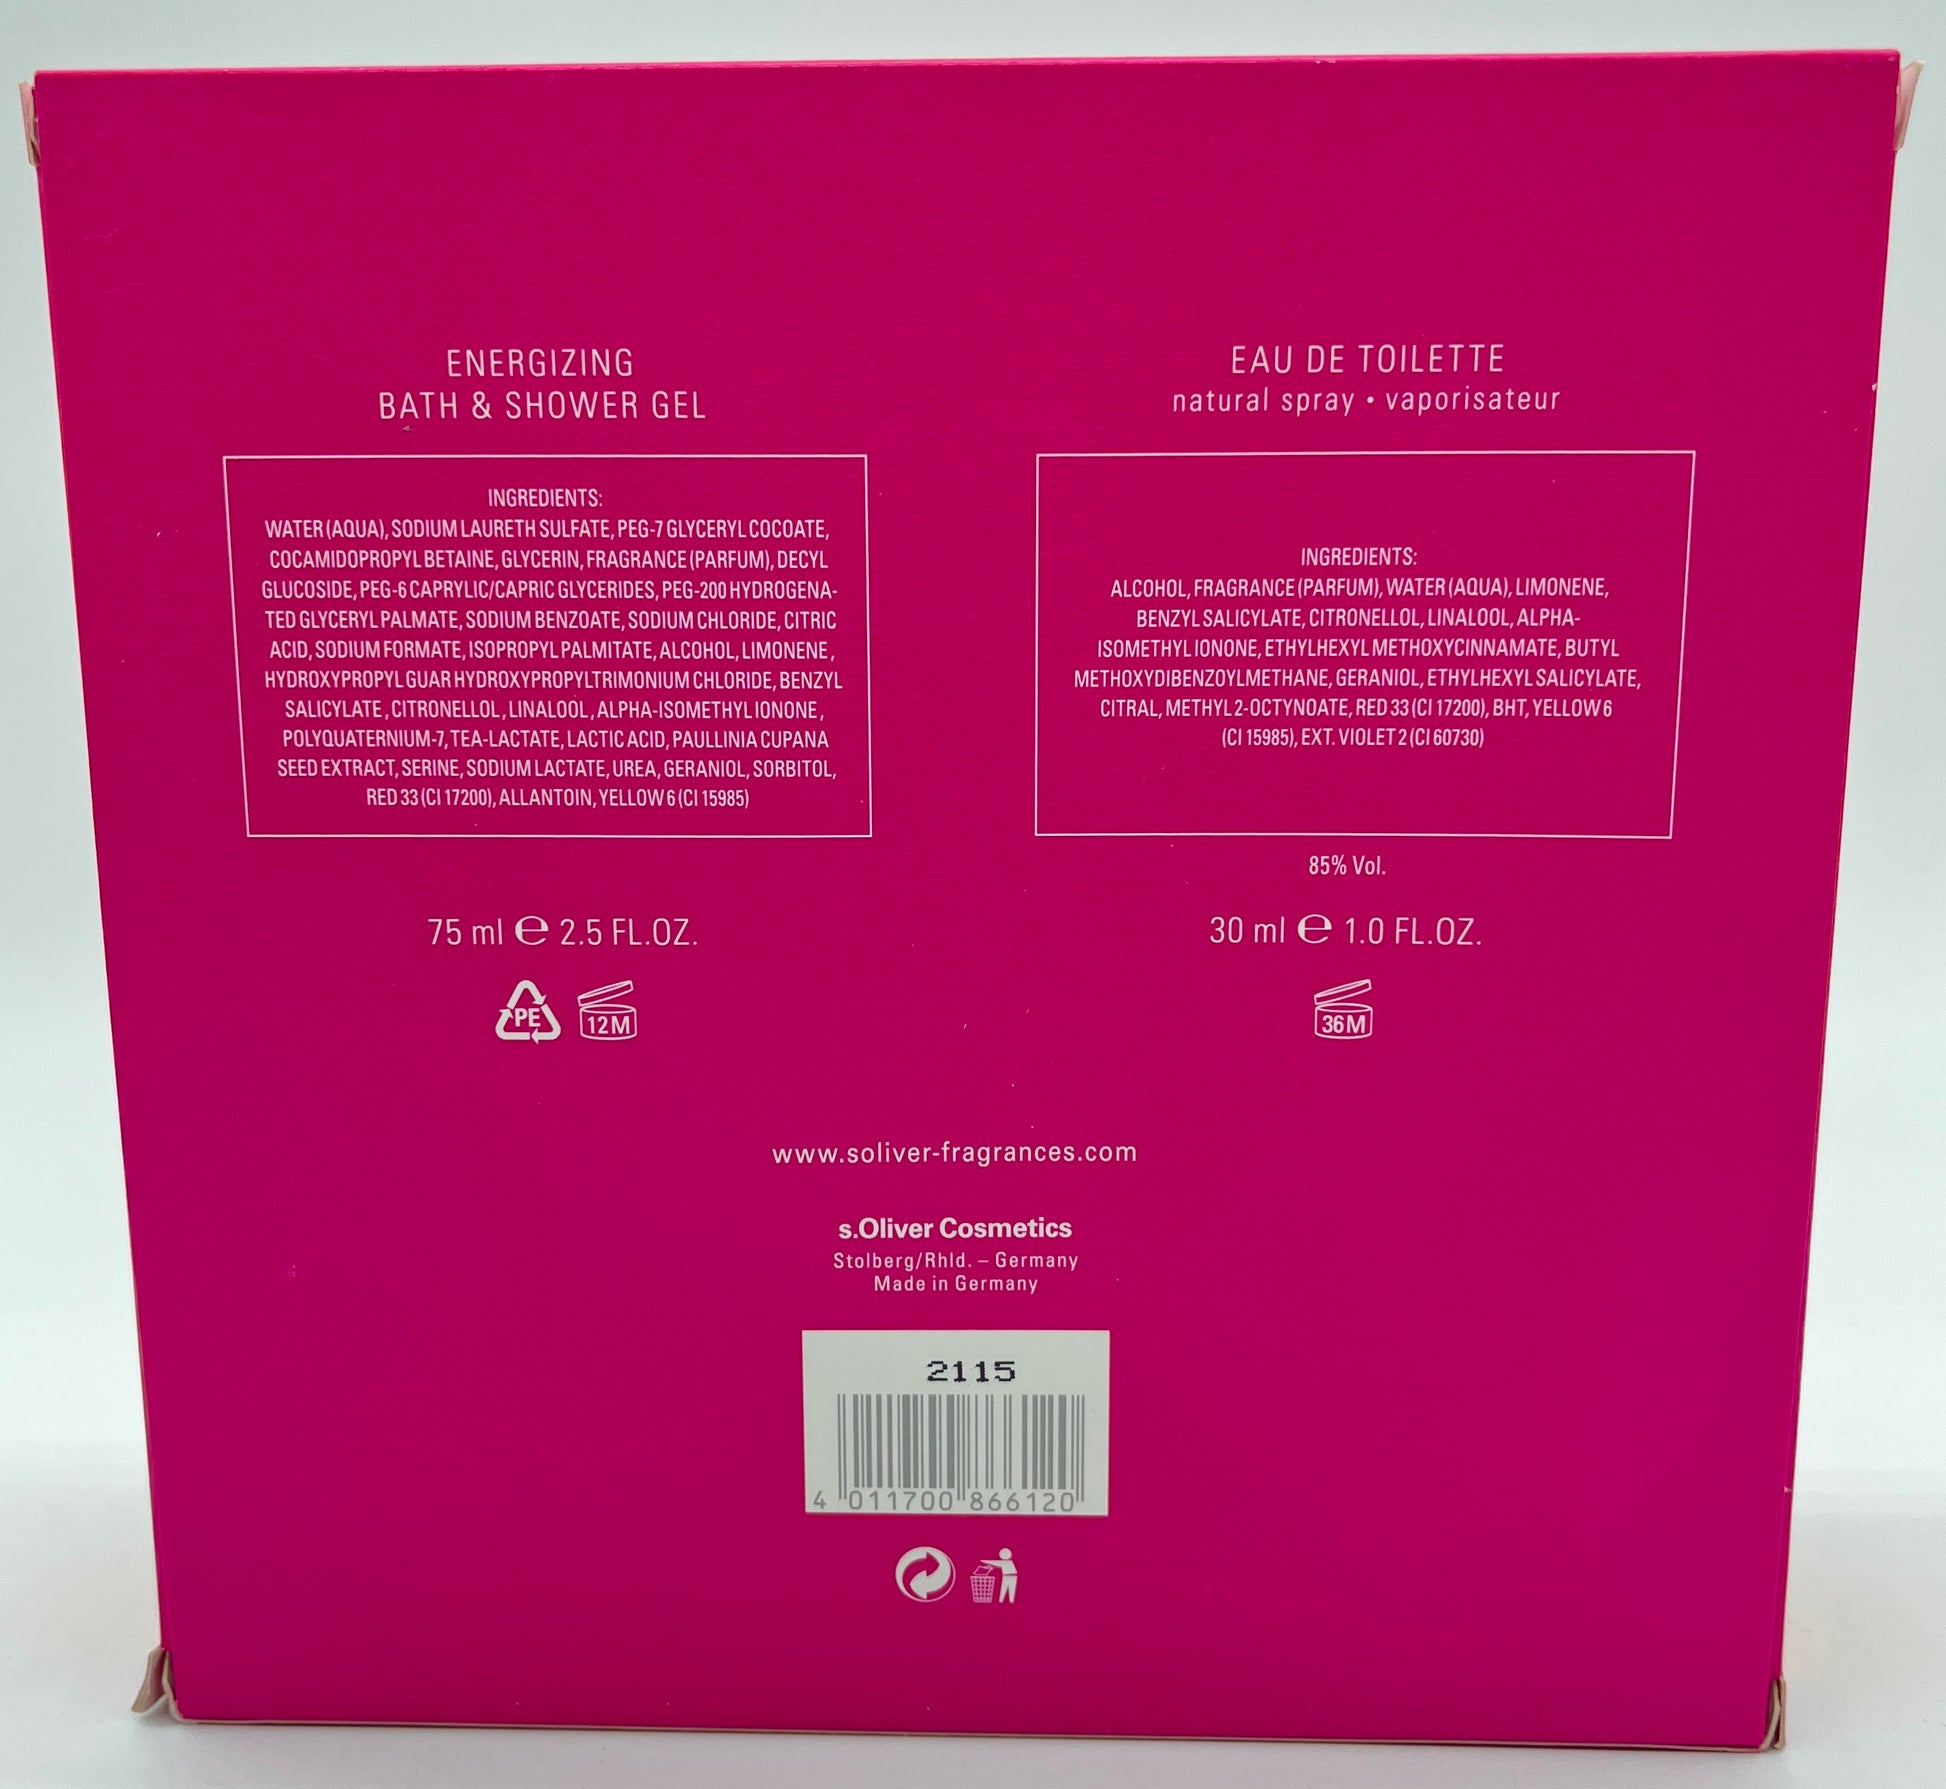 ENERGIZING
BATH & SHOWER GEL
INGREDIENTS:
WATER (AQUA), SODIUM LAURETH SULFATE, PEG-7 GLYCERYL COCOATE,
COCAMIDOPROPYL BETAINE, GLYCERIN, FRAGRANCE (PARFUM), DECYL
GLUCOSIDE, PEG-6 CAPRYLIC/CAPRIC GLYCERIDES, PEG-200 HYDROGENA-
TED GLYCERYL PALMATE, SODIUM BENZOATE, SODIUM CHLORIDE, CITRIC
ACID, SODIUM FORMATE, ISOPROPYL PALMITATE, ALCOHOL, LIMONENE,
HYDROXYPROPYL GUAR HYDROXYPROPYLTRIMONIUM CHLORIDE, BENZYL
SALICYLATE, CITRONELLOL, LINALOOL, ALPHA-ISOMETHYL IONONE,
POLYQUATERNIUM-7, TEA-LACTATE, LACTIC ACID, PAULLINIA CUPANA
SEED EXTRACT, SERINE, SODIUM LACTATE, UREA, GERANIOL, SORBITOL,
RED 33 (CI 17200), ALLANTOIN, YELLOW 6 (CI 15985)
75 ml ℮ 2.5 FL.OZ.
PE
12M
EAU DE TOILETTE
natural spray • vaporisateur
INGREDIENTS:
ALCOHOL, FRAGRANCE (PARFUM), WATER (AQUA), LIMONENE,
BENZYL SALICYLATE, CITRONELLOL, LINALOOL, ALPHA-
ISOMETHYL IONONE, ETHYLHEXYL METHOXYCINNAMATE, BUTYL
METHOXYDIBENZOYLMETHANE, GERANIOL, ETHYLHEXYL SALICYLATE,
CITRAL, METHYL 2-OCTYNOATE, RED 33 (CI 17200), BHT, YELLOW 6
(CI 15985), EXT. VIOLET 2 (CI 60730)
85% Vol.
30 ml ℮ 1.0 FL.OZ.
36M
www.soliver-fragrances.com
s.Oliver Cosmetics
Stolberg/Rhld. – Germany
Made in Germany
2115
4 011700 866120